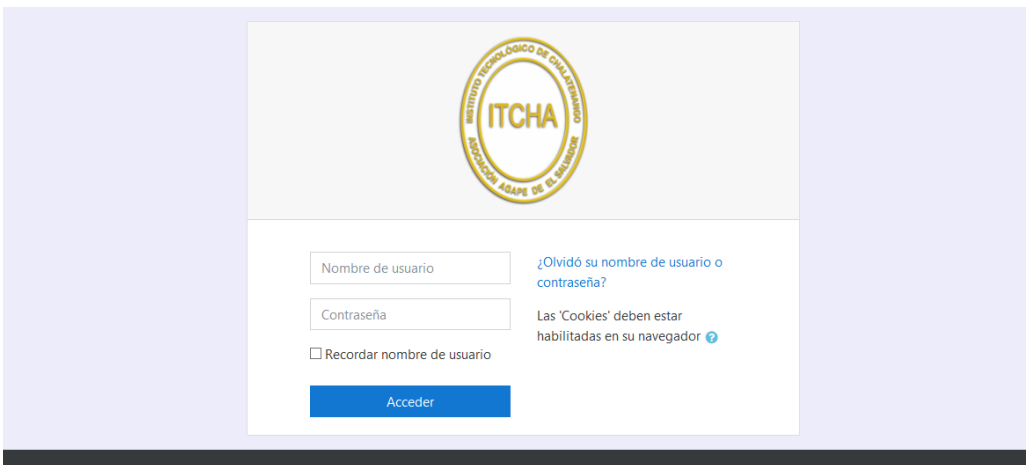 INSTITUTO TECNOLÓGICO DE CHALATENANGO
ITCHA
ASOCIACIÓN AGAPE DE EL SALVADOR
Nombre de usuario
Contraseña
Recordar nombre de usuario
Acceder
¿Olvidó su nombre de usuario o
contraseña?
Las 'Cookies' deben estar
habilitadas en su navegador
?